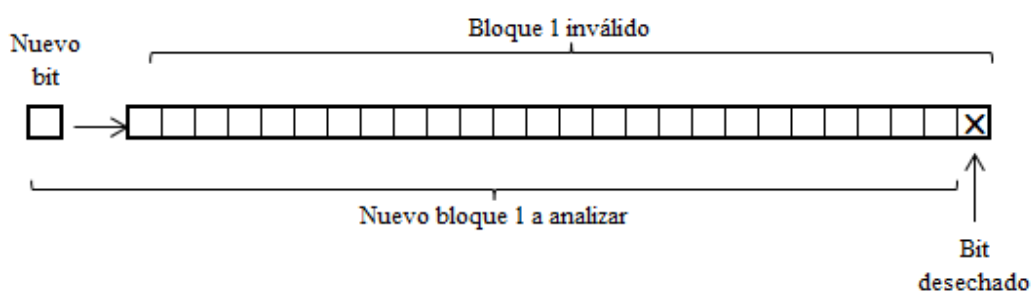 Bloque 1 inválido
Nuevo
bit
X
Nuevo bloque 1 a analizar
Bit
desechado